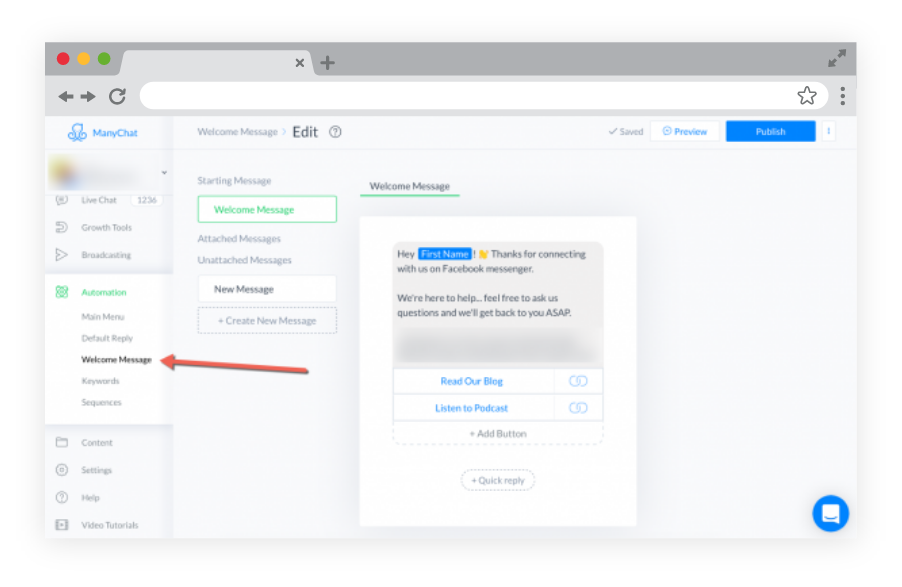 ManyChat
Welcome Message > Edit ?
Saved
Preview
Publish
Live Chat 1236
Growth Tools
Broadcasting
Automation
Main Menu
Default Reply
Welcome Message
Keywords
Sequences
Content
Settings
? Help
Video Tutorials
Starting Message
Welcome Message
Attached Messages
Unattached Messages
New Message
+ Create New Message
Welcome Message
Hey First Name ! 👋 Thanks for connecting
with us on Facebook messenger.
We're here to help... feel free to ask us
questions and we'll get back to you ASAP.
Read Our Blog
Listen to Podcast
+ Add Button
+ Quick reply